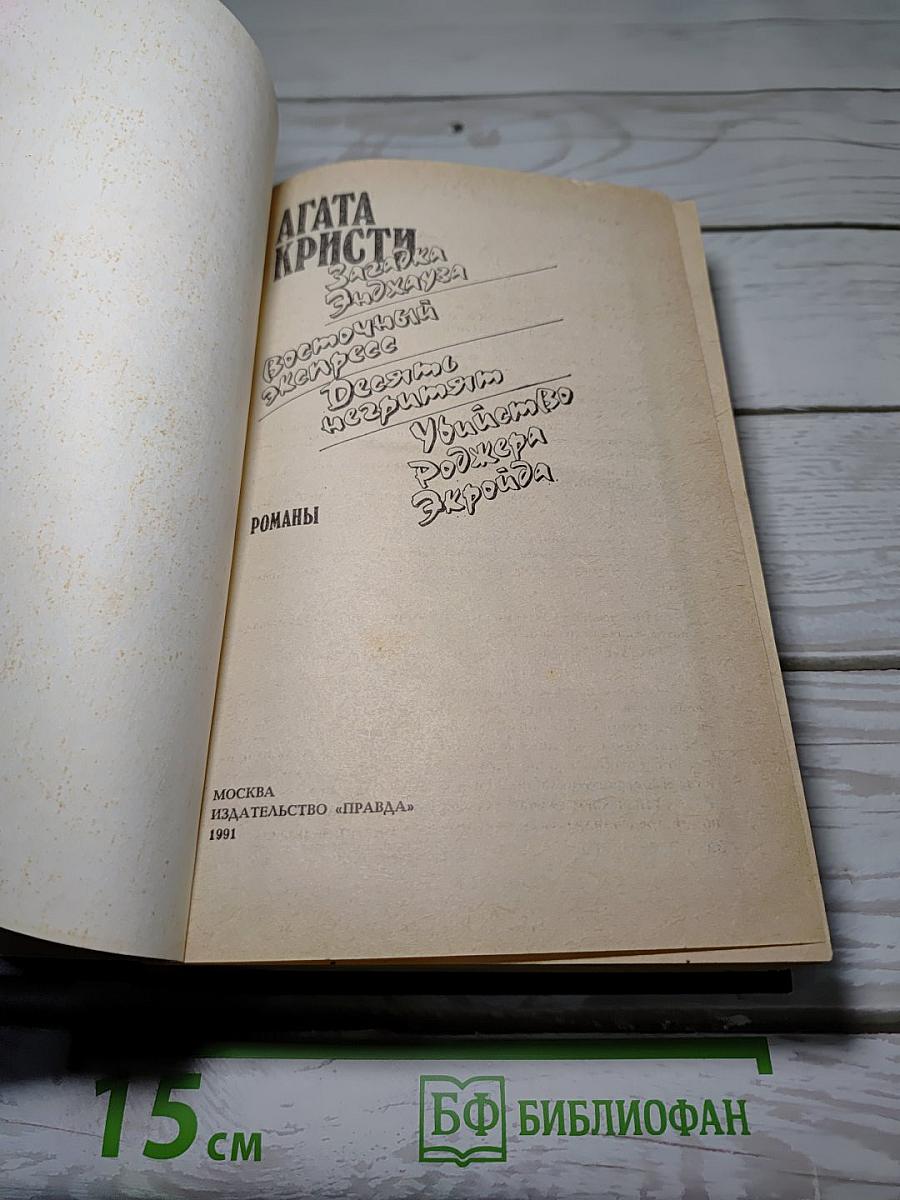 АГАТА
КРИСТИ
Загадка
Эндхауза
Восточный
экспресс
Десять
негритят
Убийство
Роджера
Экройда
РОМАНЫ
МОСКВА
ИЗДАТЕЛЬСТВО «ПРАВДА»
1991
15 см
БФ БИБЛИОФАН